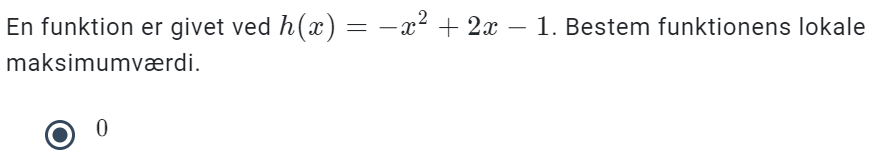 En funktion er givet ved h(x) = −x² + 2x − 1. Bestem funktionens lokale
maksimumværdi.
0